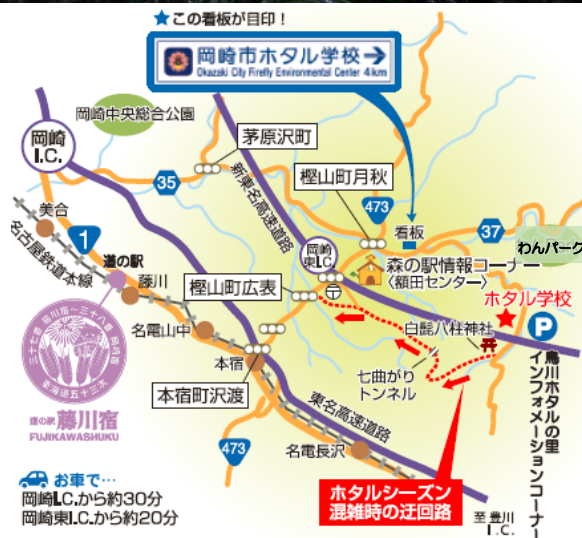 ★この看板が目印！
岡崎市ホタル学校→
Okazaki City Firefly Environmental Center 4km
岡崎中央総合公園
岡崎
I.C.
茅原沢町
新東名高速道路
樫山町月秋
35
473
37
看板
わんパーク
美合
1
名古屋鉄道本線
道の駅
藤川
岡崎
東I.C.
森の駅情報コーナー
〈額田センター〉
樫山町広表
ホタル学校
P
白髭八柱神社
名電山中
本宿
七曲がり
トンネル
鳥川ホタルの里
インフォメーションコーナー
本宿町沢渡
東名高速道路
道の駅 藤川宿
FUJIKAWASHUKU
東海道五十三次
473
名電長沢
お車で…
岡崎I.C.から約30分
岡崎東I.C.から約20分
ホタルシーズン
混雑時の迂回路
至 豊川
I.C.